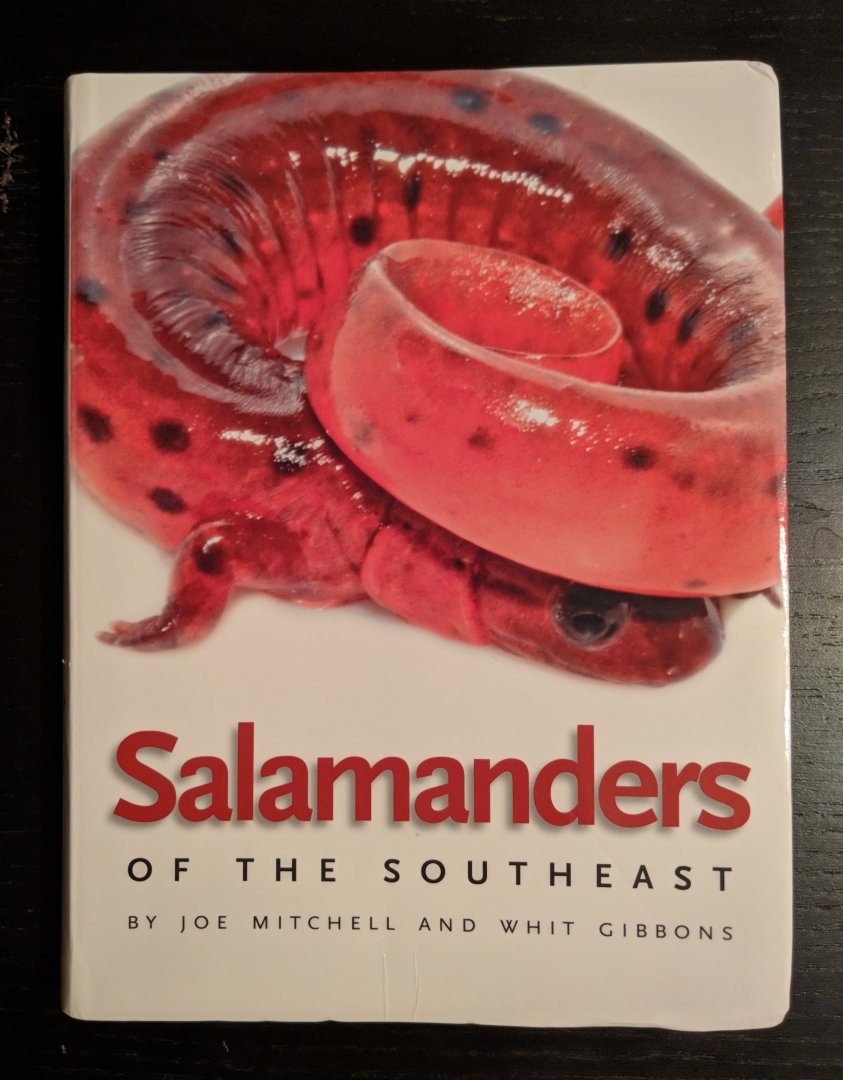 Salamanders
OF THE SOUTHEAST
BY JOE MITCHELL AND WHIT GIBBONS